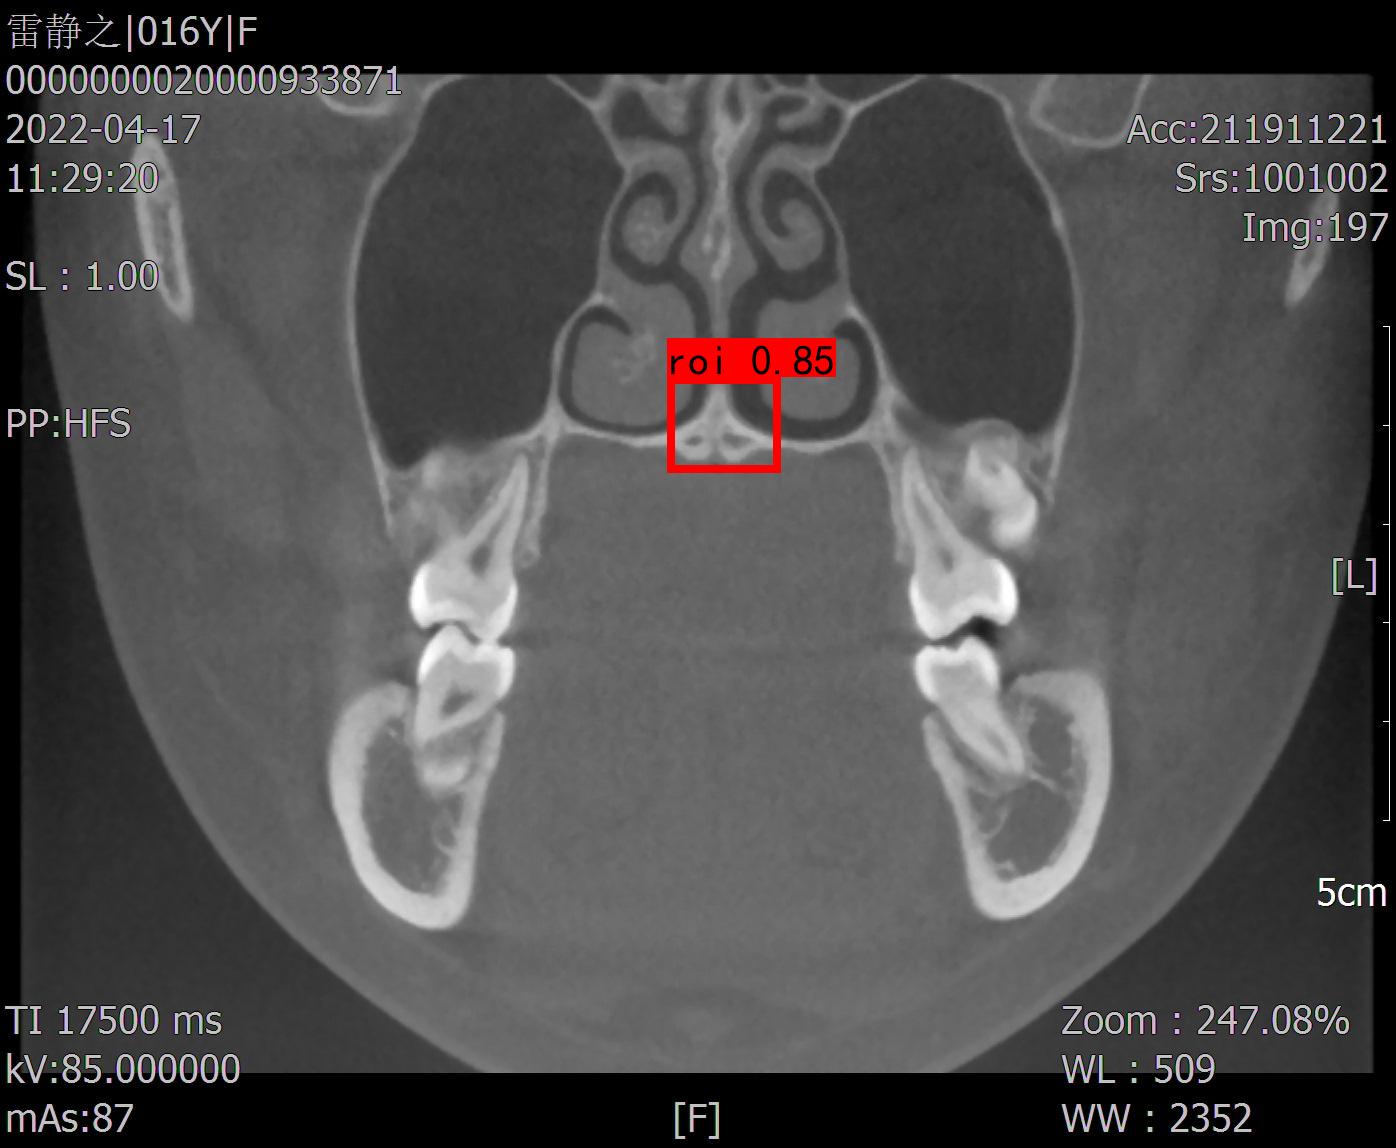 雷静之|016Y|F
0000000020000933871
2022-04-17
11:29:20
SL : 1.00
PP:HFS
Acc:211911221
Srs:1001002
Img:197
roi 0.85
[L]
5cm
TI 17500 ms
kV:85.000000
mAs:87
[F]
Zoom : 247.08%
WL : 509
WW : 2352